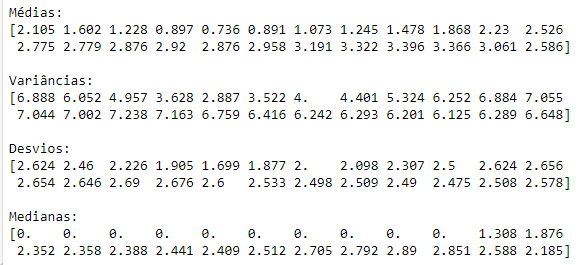 Médias:
[2.105 1.602 1.228 0.897 0.736 0.891 1.073 1.245 1.478 1.868 2.23  2.526
 2.775 2.779 2.876 2.92  2.876 2.958 3.191 3.322 3.396 3.366 3.061 2.586]

Variâncias:
[6.888 6.052 4.957 3.628 2.887 3.522 4.    4.401 5.324 6.252 6.884 7.055
 7.044 7.002 7.238 7.163 6.759 6.416 6.242 6.293 6.201 6.125 6.289 6.648]

Desvios:
[2.624 2.46  2.226 1.905 1.699 1.877 2.    2.098 2.307 2.5   2.624 2.656
 2.654 2.646 2.69  2.676 2.6   2.533 2.498 2.509 2.49  2.475 2.508 2.578]

Medianas:
[0.    0.    0.    0.    0.    0.    0.    0.    0.    0.    1.308 1.876
 2.352 2.358 2.388 2.441 2.409 2.512 2.705 2.792 2.89  2.851 2.588 2.185]